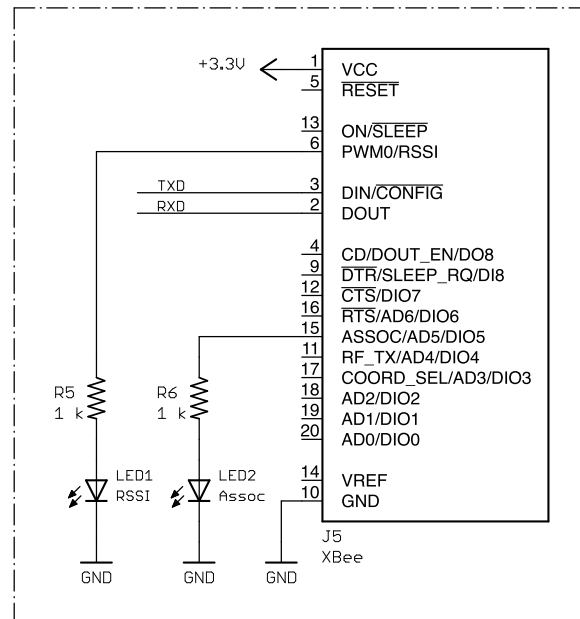 +3.3V
1 VCC
5 RESET
13 ON/SLEEP
6 PWM0/RSSI
TXD 3 DIN/CONFIG
RXD 2 DOUT
4 CD/DOUT_EN/DO8
9 DTR/SLEEP_RQ/DI8
12 CTS/DIO7
16 RTS/AD6/DIO6
15 ASSOC/AD5/DIO5
11 RF_TX/AD4/DIO4
17 COORD_SEL/AD3/DIO3
18 AD2/DIO2
19 AD1/DIO1
20 AD0/DIO0
14 VREF
10 GND
R5
1 k
R6
1 k
LED1
RSSI
LED2
Assoc
GND
GND
GND
J5
XBee